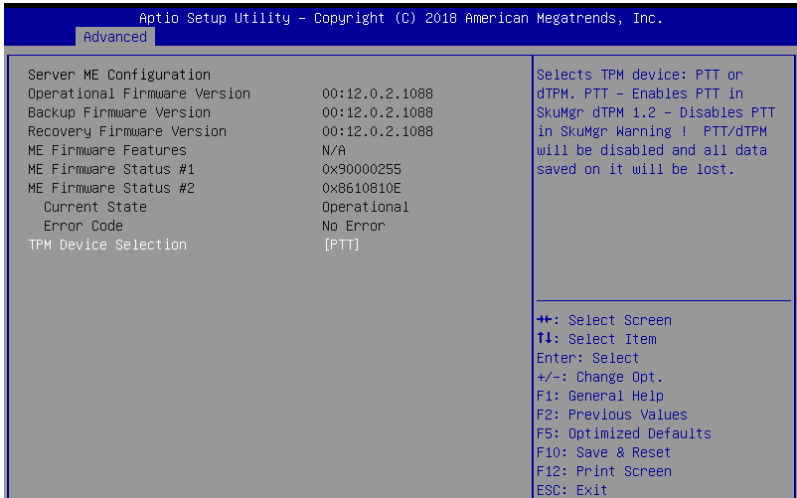 Aptio Setup Utility – Copyright (C) 2018 American Megatrends, Inc.
Advanced
Server ME Configuration
Operational Firmware Version 00:12.0.2.1088
Backup Firmware Version 00:12.0.2.1088
Recovery Firmware Version 00:12.0.2.1088
ME Firmware Features N/A
ME Firmware Status #1 0x90000255
ME Firmware Status #2 0x8610810E
Current State Operational
Error Code No Error
TPM Device Selection [PTT]
Selects TPM device: PTT or
dTPM. PTT – Enables PTT in
SkuMgr dTPM 1.2 – Disables PTT
in SkuMgr Warning ! PTT/dTPM
will be disabled and all data
saved on it will be lost.
→←: Select Screen
↑↓: Select Item
Enter: Select
+/-: Change Opt.
F1: General Help
F2: Previous Values
F5: Optimized Defaults
F10: Save & Reset
F12: Print Screen
ESC: Exit